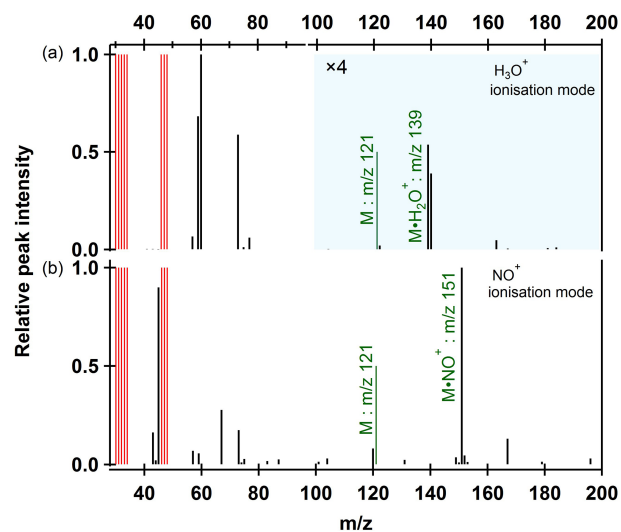 40 60 80 100 120 140 160 180 200
(a)
1.0
×4
H₃O⁺
ionisation mode
M : m/z 121
M•H₂O⁺: m/z 139
0.5
0.0
Relative peak intensity
(b)
1.0
NO⁺
ionisation mode
M : m/z 121
M•NO⁺ : m/z 151
0.5
0.0
40 60 80 100 120 140 160 180 200
m/z